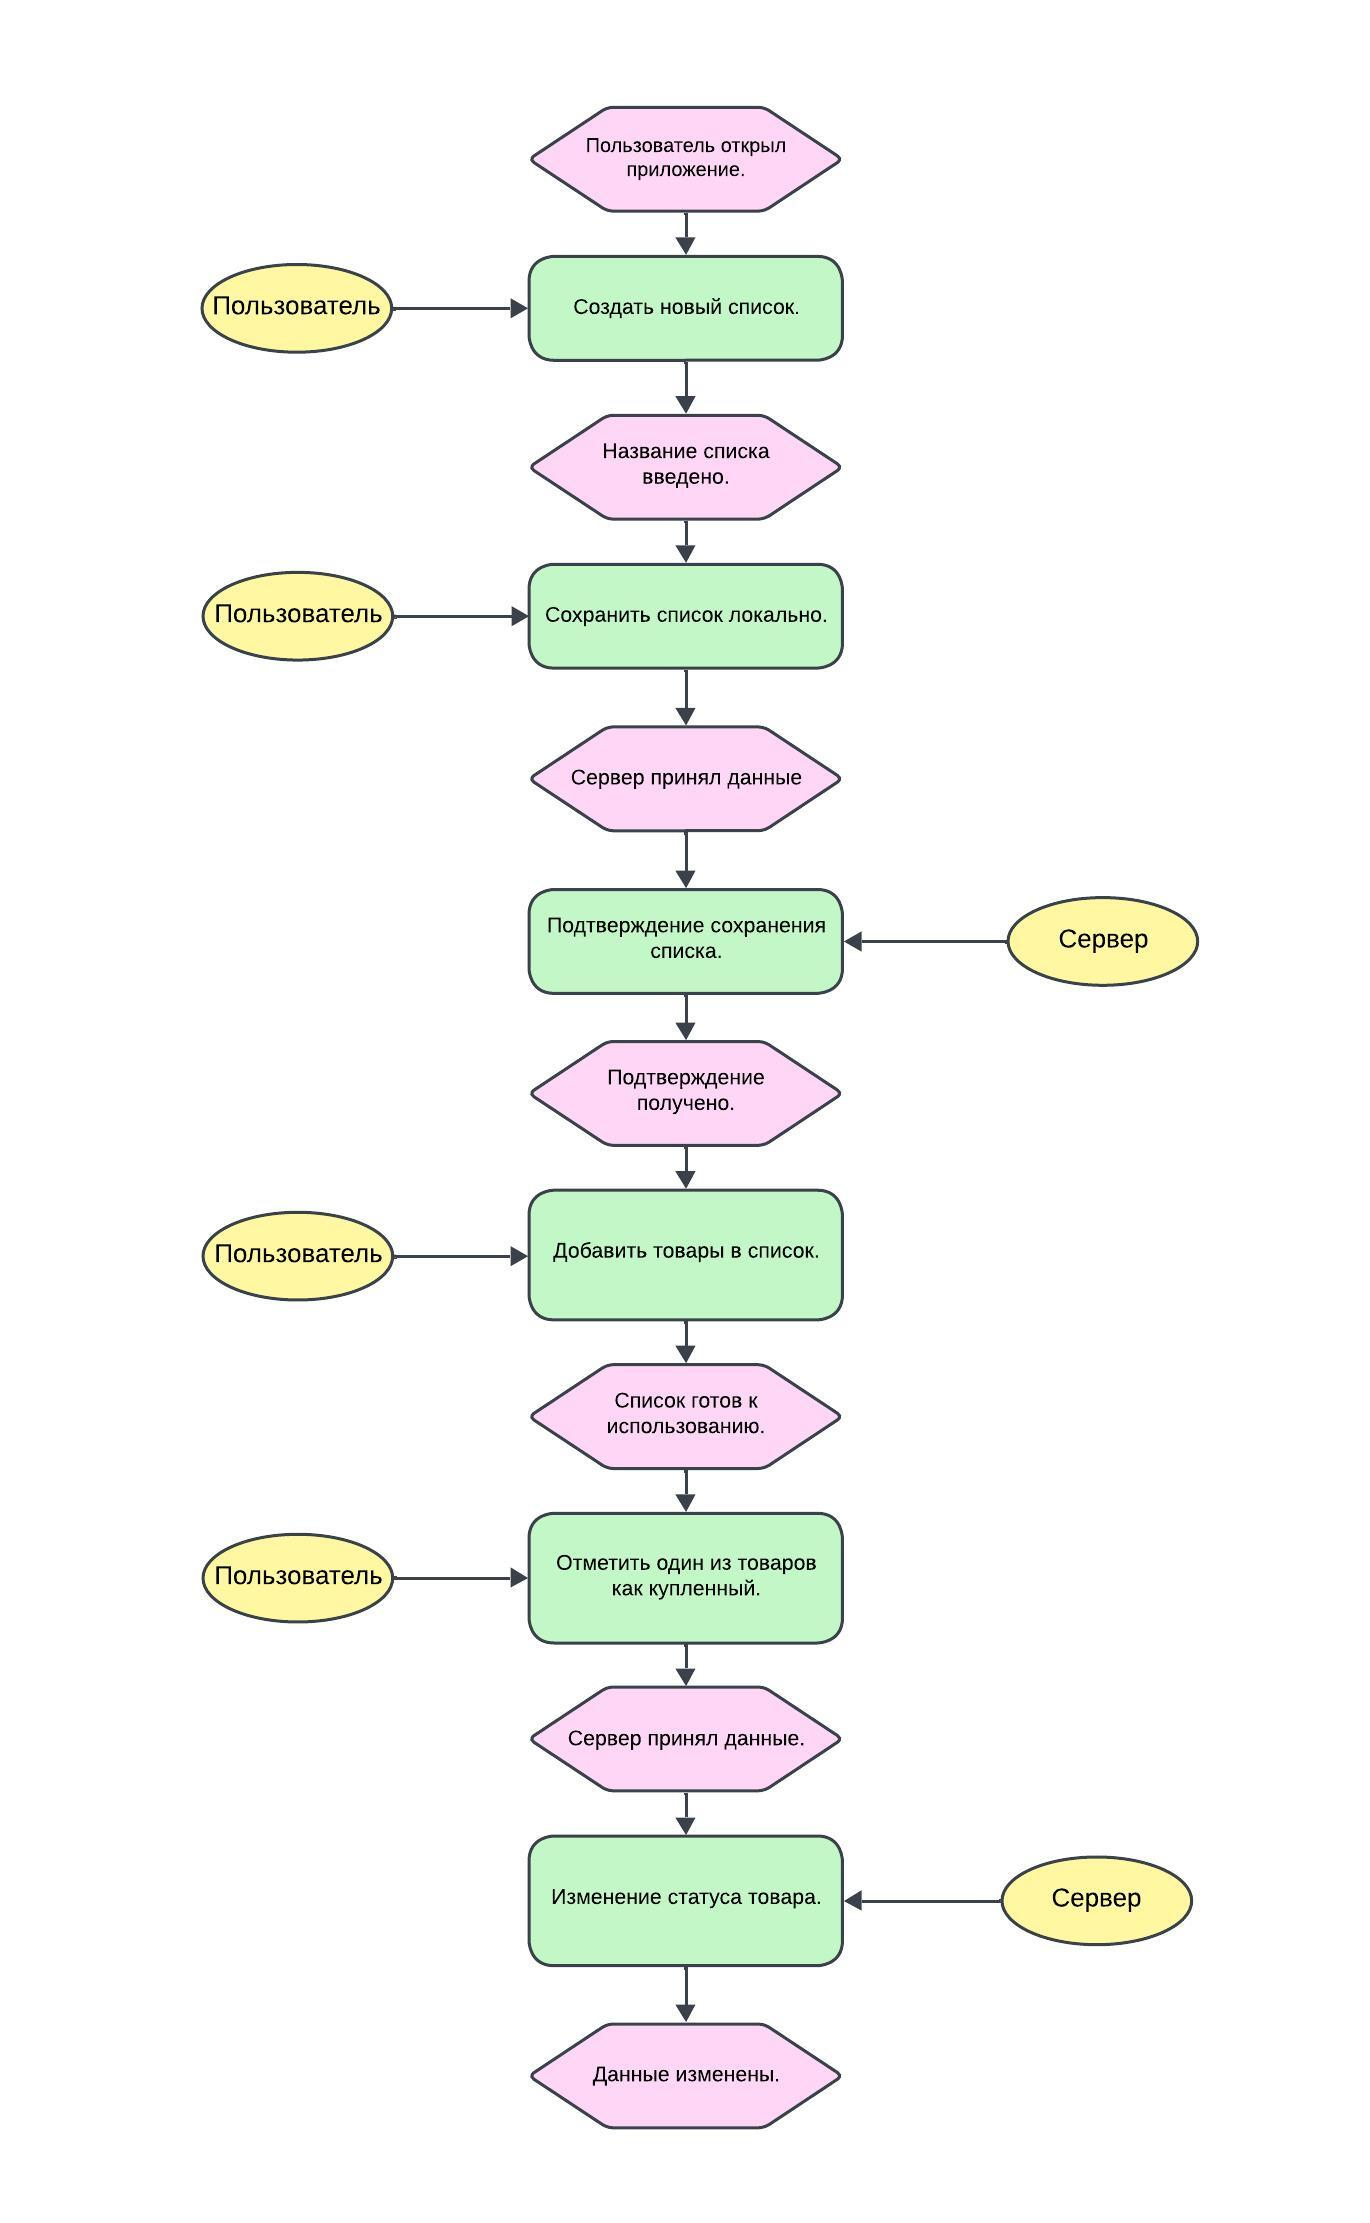 Пользователь открыл
приложение.
Пользователь
Создать новый список.
Название списка
введено.
Пользователь
Сохранить список локально.
Сервер принял данные
Подтверждение сохранения
списка.
Сервер
Подтверждение
получено.
Пользователь
Добавить товары в список.
Список готов к
использованию.
Пользователь
Отметить один из товаров
как купленный.
Сервер принял данные.
Изменение статуса товара.
Сервер
Данные изменены.